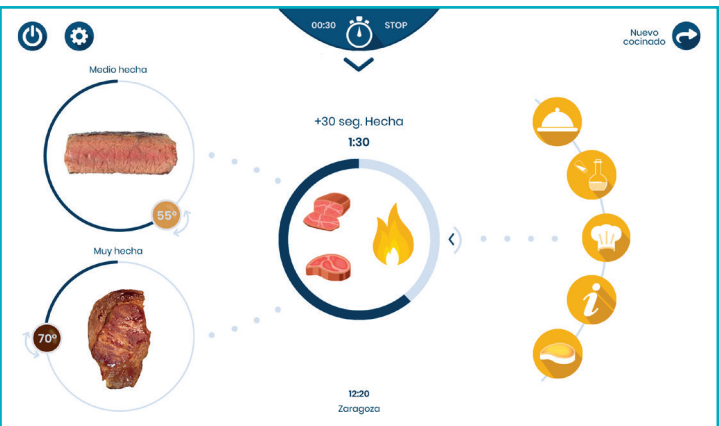 00:30
STOP
Nuevo
cocinado
Medio hecha
+30 seg. Hecha
1:30
55º
Muy hecha
70º
12:20
Zaragoza